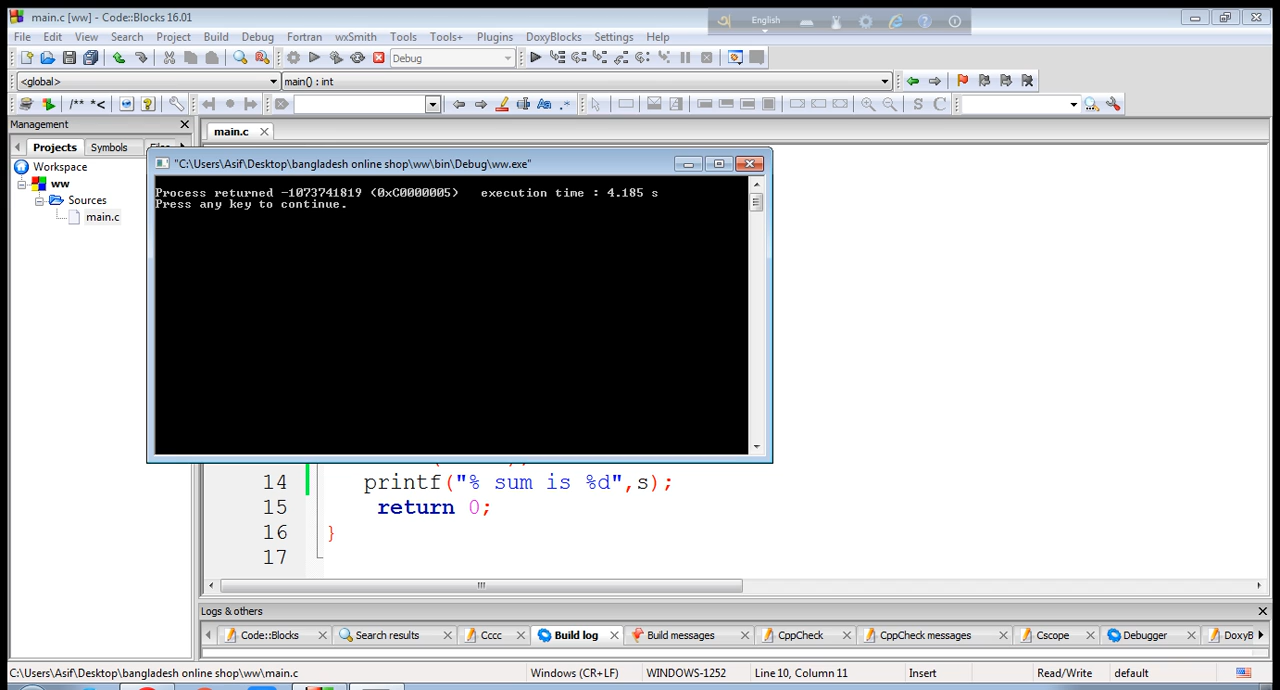 main.c [ww] - Code::Blocks 16.01
English
File Edit View Search Project Build Debug Fortran wxSmith Tools Tools+ Plugins DoxyBlocks Settings Help
Debug
<global> main() : int
/** *<
Aa .*
S C
Management
main.c
Projects Symbols
Workspace
ww
Sources
main.c
"C:\Users\Asif\Desktop\bangladesh online shop\ww\bin\Debug\ww.exe"
Process returned -1073741819 (0xC0000005) execution time : 4.185 s
Press any key to continue.
14 printf("% sum is %d",s);
15 return 0;
16 }
17
Logs & others
Code::Blocks Search results Cccc Build log Build messages CppCheck CppCheck messages Cscope Debugger DoxyB
C:\Users\Asif\Desktop\bangladesh online shop\ww\main.c Windows (CR+LF) WINDOWS-1252 Line 10, Column 11 Insert Read/Write default